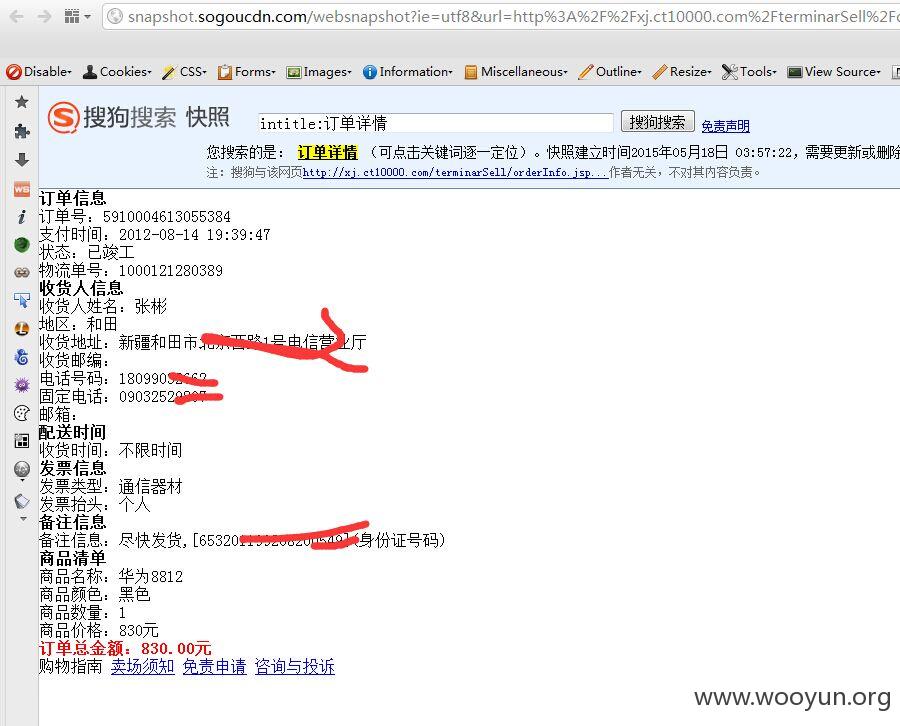 snapshot.sogoucdn.com/websnapshot?ie=utf8&url=http%3A%2F%2Fxj.ct10000.com%2FterminarSell%2F
Disable Cookies CSS Forms Images Information Miscellaneous Outline Resize Tools View Source
搜狗搜索 快照 intitle:订单详情 搜狗搜索 免责声明
您搜索的是： 订单详情 （可点击关键词逐一定位）。快照建立时间2015年05月18日 03:57:22，需要更新或删除
注：搜狗与该网页http://xj.ct10000.com/terminarSell/orderInfo.jsp...作者无关，不对其内容负责。
订单信息
订单号：5910004613055384
支付时间：2012-08-14 19:39:47
状态：已竣工
物流单号：1000121280389
收货人信息
收货人姓名：张彬
地区：和田
收货地址：新疆和田市
收货邮编：
电话号码：
固定电话：
邮箱：
配送时间
收货时间：不限时间
发票信息
发票类型：通信器材
发票抬头：个人
备注信息
备注信息：尽快发货,(身份证号码)
商品清单
商品名称：华为8812
商品颜色：黑色
商品数量：1
商品价格：830元
订单总金额：830.00元
购物指南 卖场须知 免责申请 咨询与投诉
www.wooyun.org